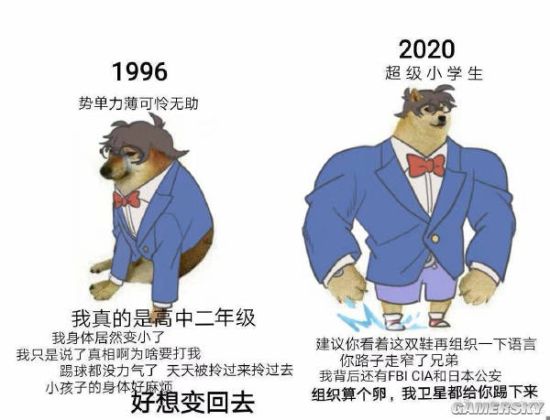 1996
势单力薄可怜无助
我真的是高中二年级
我身体居然变小了
我只是说了真相啊为啥要打我
踢球都没力气了 天天被拎过来拎过去
小孩子的身体好麻烦
好想变回去
2020
超级小学生
建议你看着这双鞋再组织一下语言
你路子走窄了兄弟
我背后还有FBI CIA和日本公安
组织算个卵，我卫星都给你踢下来
GAMERSKY